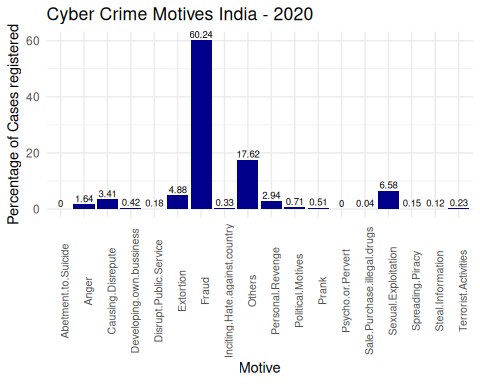 Cyber Crime Motives India - 2020
Percentage of Cases registered
60
40
20
0
0
1.64
3.41
0.42
0.18
4.88
60.24
0.33
17.62
2.94
0.71
0.51
0
0.04
6.58
0.15
0.12
0.23
Abetment.to.Suicide
Anger
Causing.Disrepute
Developing.own.bussiness
Disrupt.Public.Service
Extortion
Fraud
Inciting.Hate.against.country
Others
Personal.Revenge
Political.Motives
Prank
Psycho.or.Pervert
Sale.Purchase.illegal.drugs
Sexual.Exploitation
Spreading.Piracy
Steal.Information
Terrorist.Activities
Motive